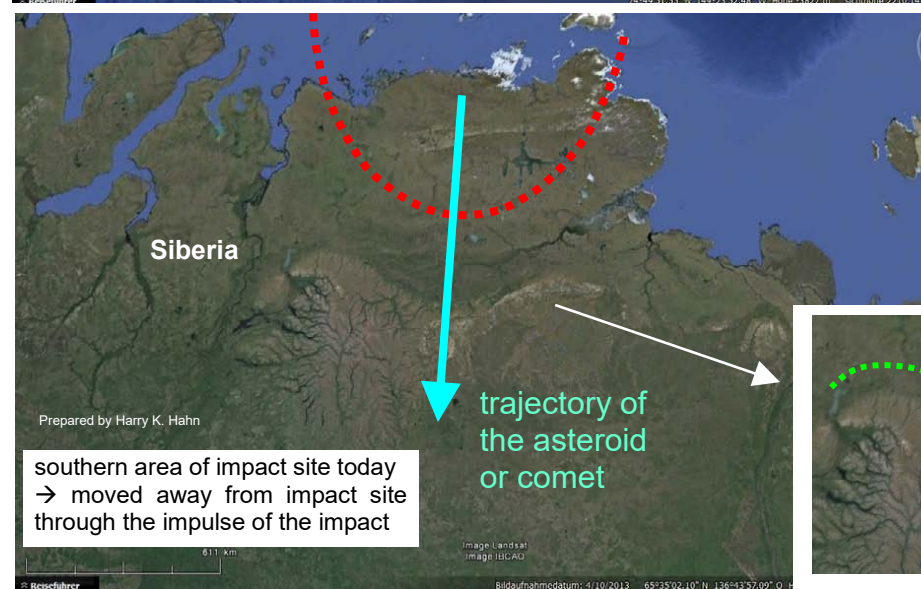 Siberia
trajectory of
the asteroid
or comet
Prepared by Harry K. Hahn
southern area of impact site today
→ moved away from impact site
through the impulse of the impact
611 km
Image Landsat
Image IBCAO
Reiseführer
Bildaufnahmedatum: 4/10/2013 65°35'02.10" N 136°43'57.09" O